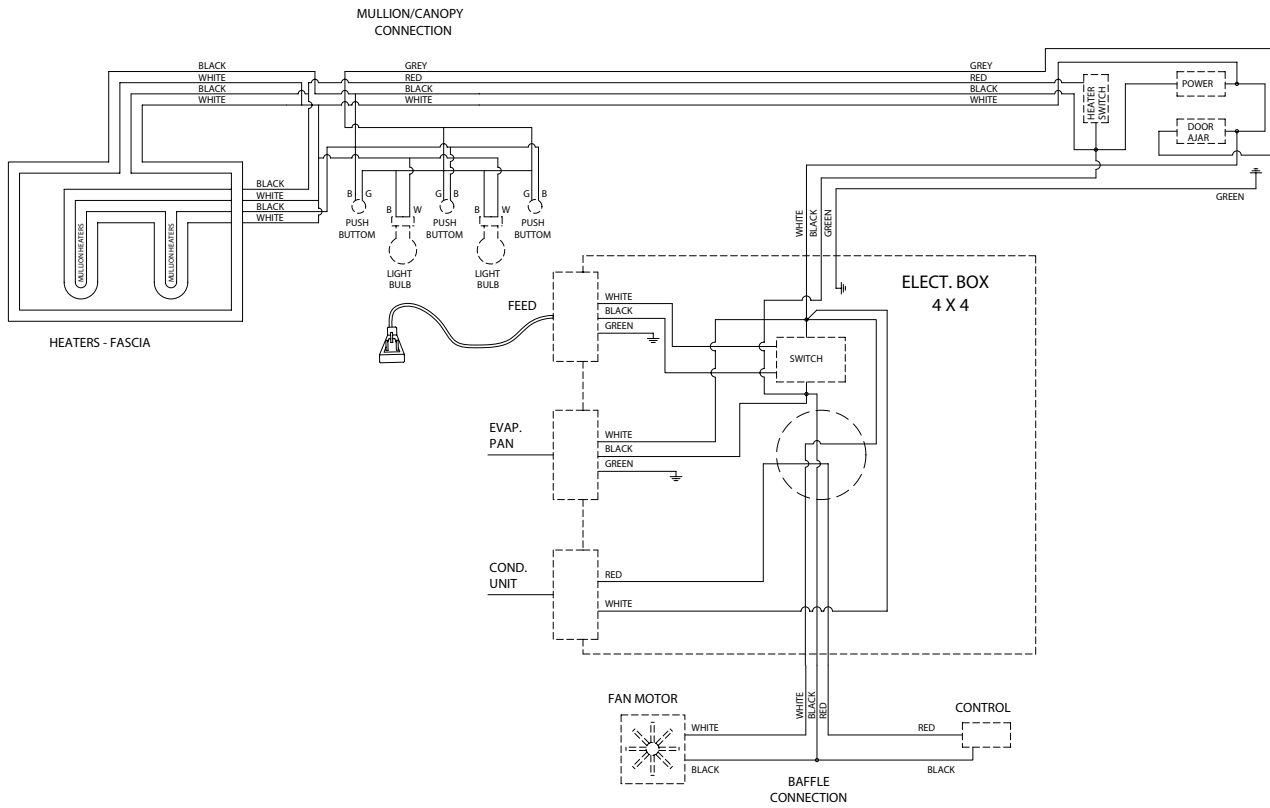 MULLION/CANOPY
CONNECTION
BLACK
WHITE
BLACK
WHITE
GREY
RED
BLACK
WHITE
GREY
RED
BLACK
WHITE
HEATER
SWITCH
POWER
DOOR
AJAR
GREEN
BLACK
WHITE
BLACK
WHITE
MULLION HEATERS
MULLION HEATERS
HEATERS - FASCIA
B G
PUSH
BUTTOM
B W
LIGHT
BULB
G B
PUSH
BUTTOM
B W
LIGHT
BULB
G B
PUSH
BUTTOM
WHITE
BLACK
GREEN
ELECT. BOX
4 X 4
FEED
WHITE
BLACK
GREEN
SWITCH
EVAP.
PAN
WHITE
BLACK
GREEN
COND.
UNIT
RED
WHITE
WHITE
BLACK
RED
FAN MOTOR
WHITE
BLACK
CONTROL
RED
BLACK
BAFFLE
CONNECTION